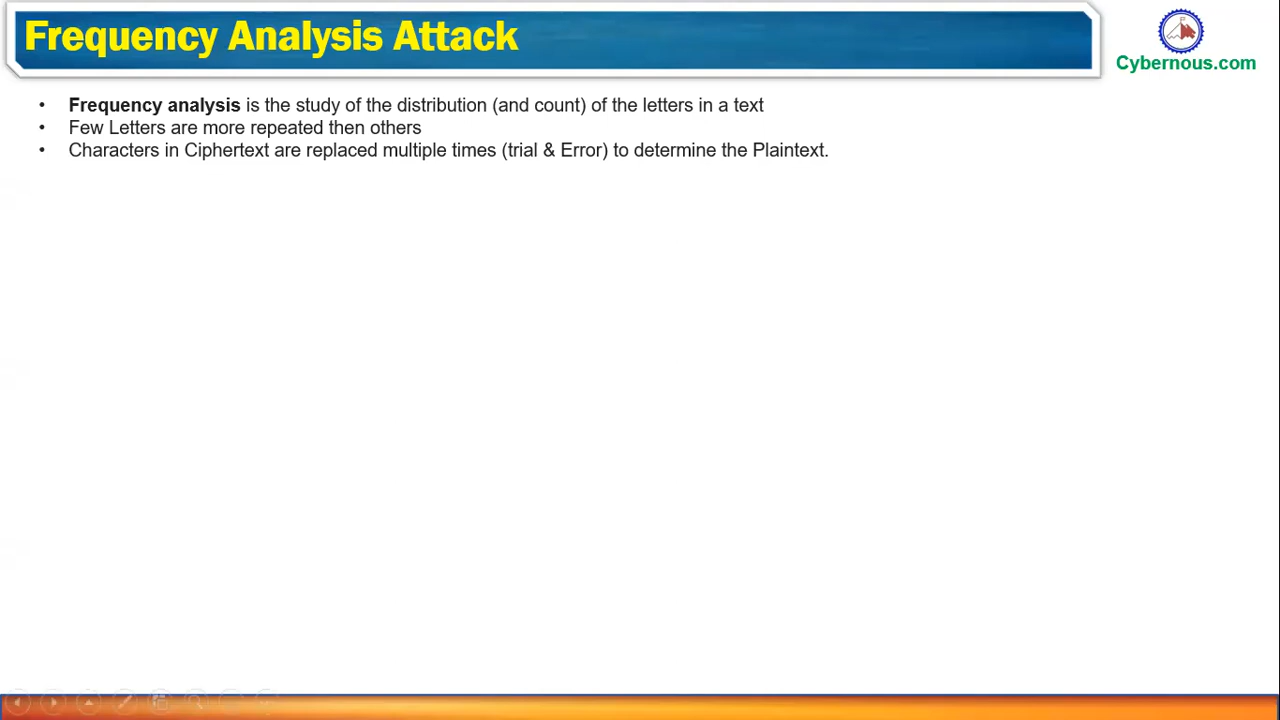 Frequency Analysis Attack
Cybernous.com
• Frequency analysis is the study of the distribution (and count) of the letters in a text
• Few Letters are more repeated then others
• Characters in Ciphertext are replaced multiple times (trial & Error) to determine the Plaintext.